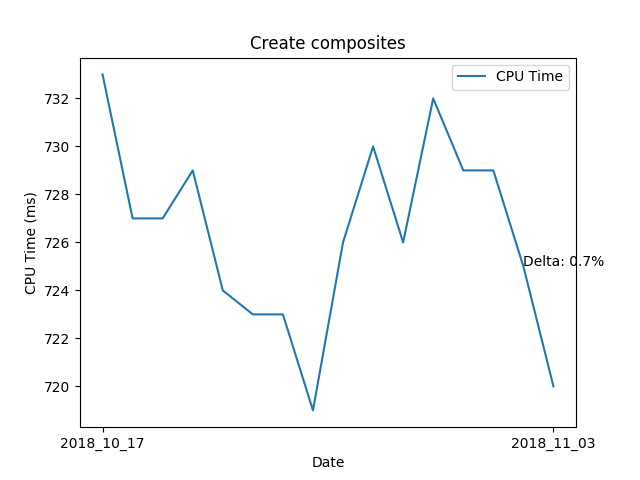 Create composites
CPU Time
732
730
728
726
724
722
720
CPU Time (ms)
Delta: 0.7%
2018_10_17
2018_11_03
Date